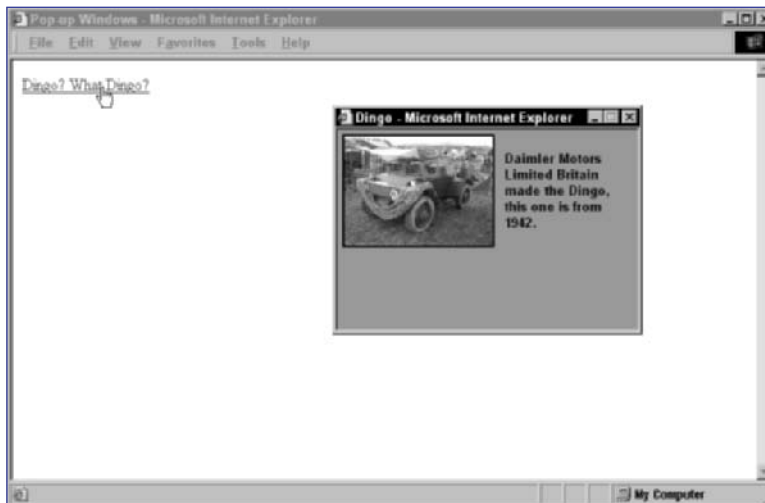 Pop-up Windows - Microsoft Internet Explorer
File Edit View Favorites Tools Help
Dingo? What Dingo?
Dingo - Microsoft Internet Explorer
Daimler Motors
Limited Britain
made the Dingo,
this one is from
1942.
My Computer